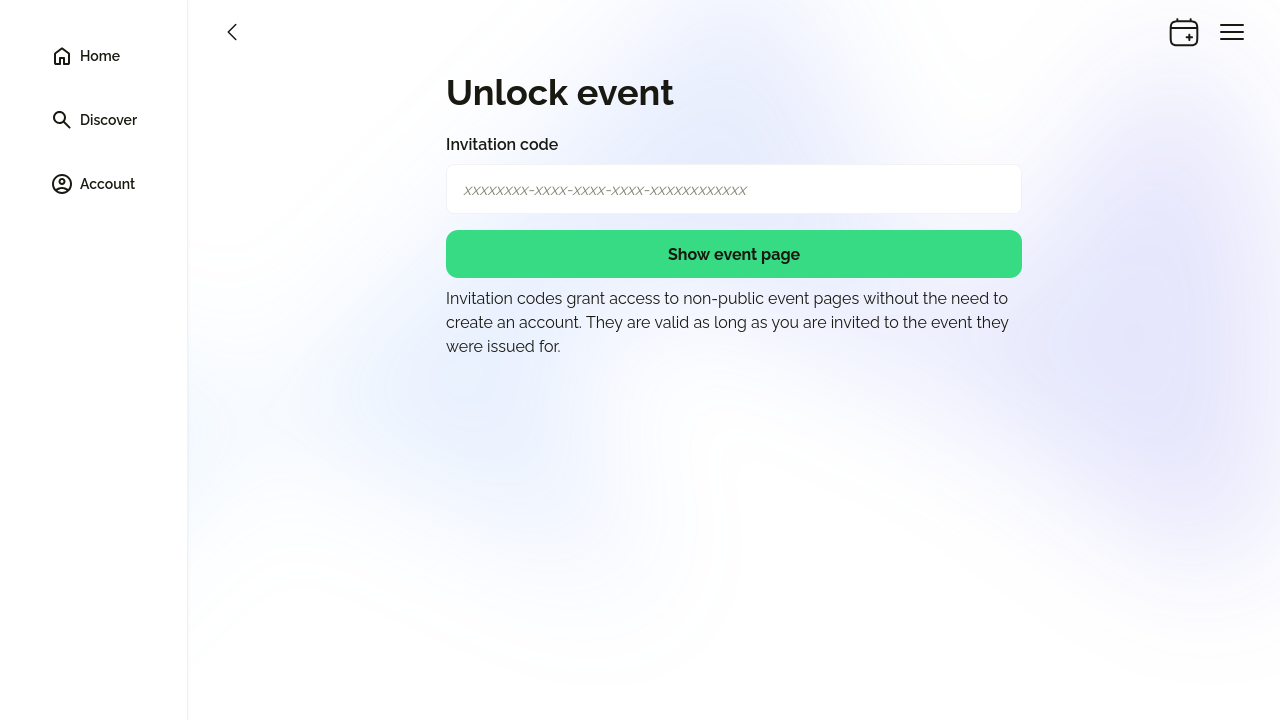 Home
Discover
Account
Unlock event
Invitation code
xxxxxxxx-xxxx-xxxx-xxxx-xxxxxxxxxxxx
Show event page
Invitation codes grant access to non-public event pages without the need to
create an account. They are valid as long as you are invited to the event they
were issued for.